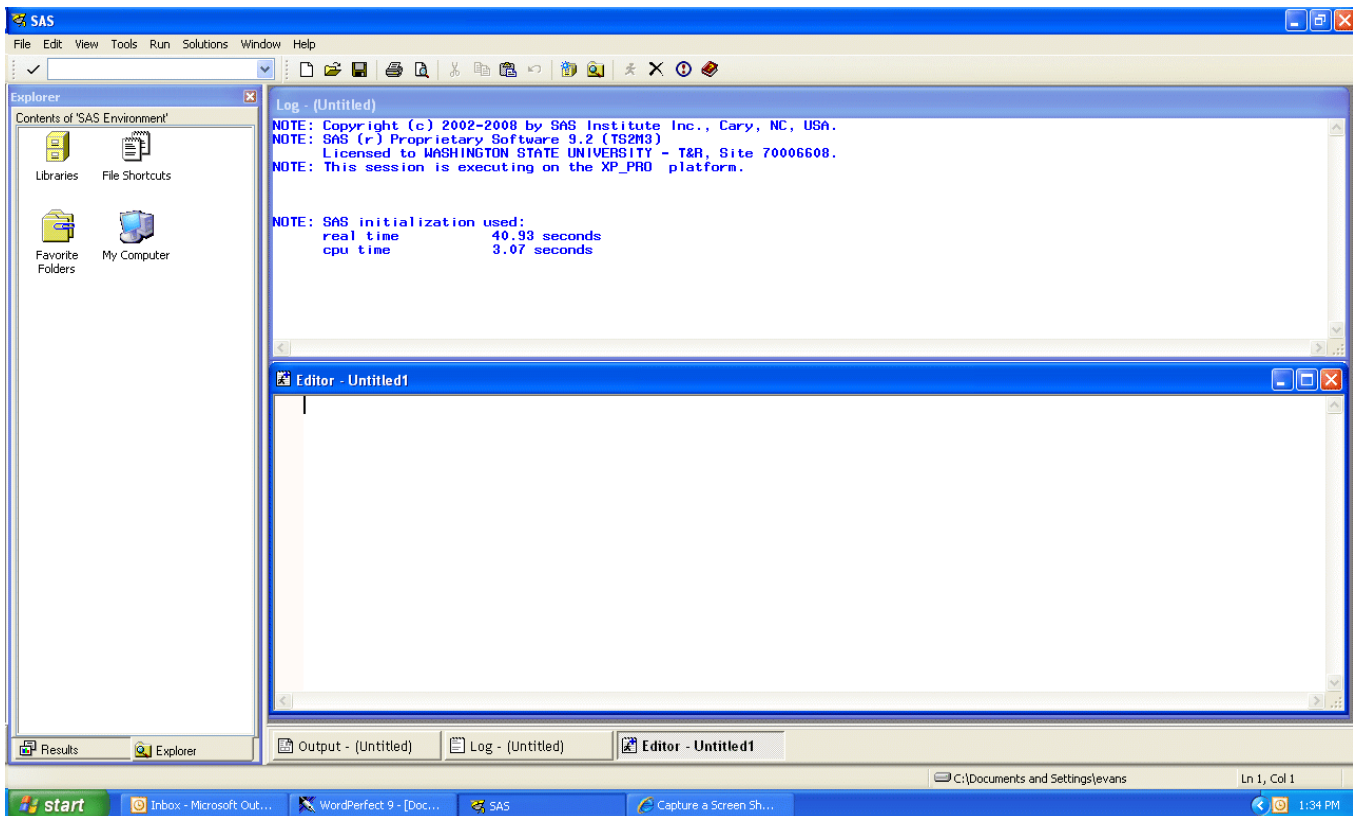 SAS
File Edit View Tools Run Solutions Window Help
Explorer
Contents of 'SAS Environment'
Libraries
File Shortcuts
Favorite
Folders
My Computer
Log - (Untitled)
NOTE: Copyright (c) 2002-2008 by SAS Institute Inc., Cary, NC, USA.
NOTE: SAS (r) Proprietary Software 9.2 (TS2M3)
Licensed to WASHINGTON STATE UNIVERSITY - T&R, Site 70006608.
NOTE: This session is executing on the XP_PRO platform.
NOTE: SAS initialization used:
real time 40.93 seconds
cpu time 3.07 seconds
Editor - Untitled1
Results
Explorer
Output - (Untitled)
Log - (Untitled)
Editor - Untitled1
C:\Documents and Settings\evans
Ln 1, Col 1
start
Inbox - Microsoft Out...
WordPerfect 9 - [Doc...
SAS
Capture a Screen Sh...
1:34 PM